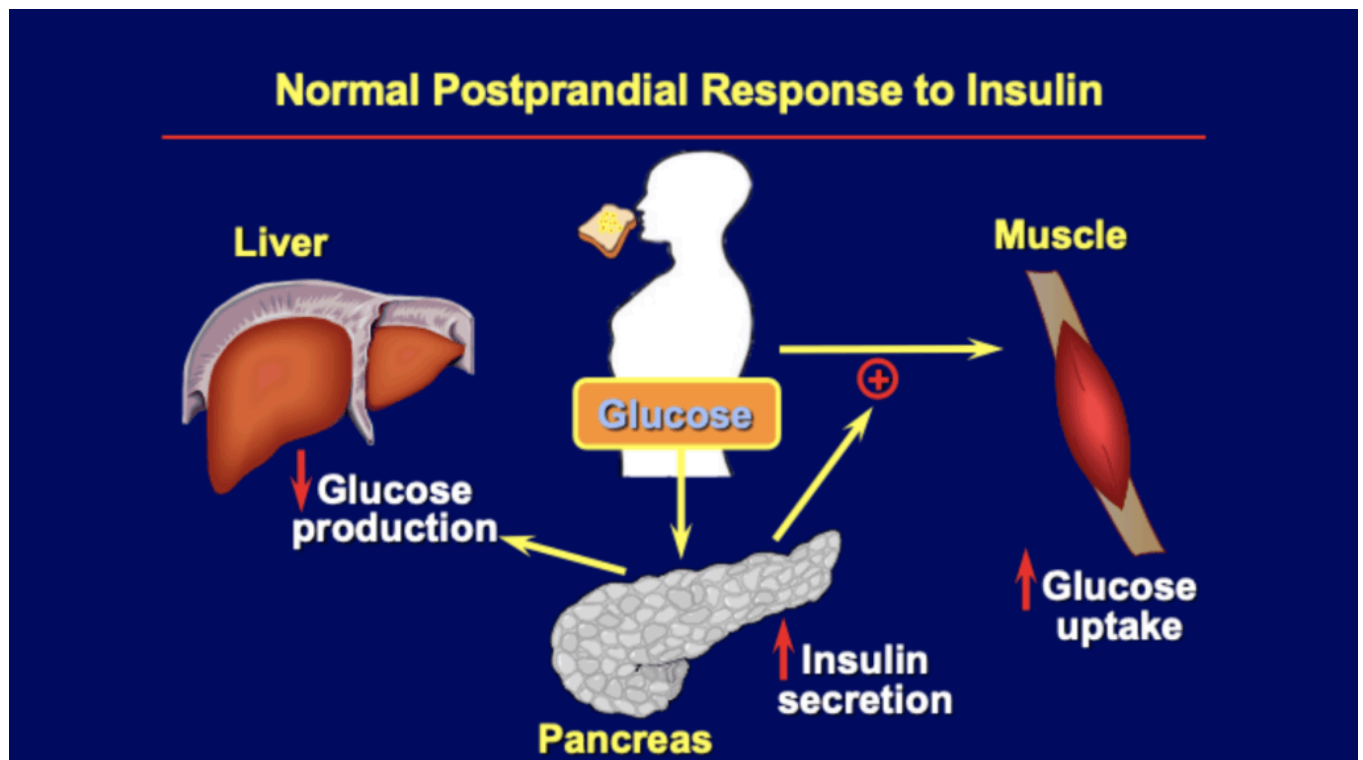 Normal Postprandial Response to Insulin
Liver
Muscle
Glucose
Glucose
production
Glucose
uptake
Insulin
secretion
Pancreas